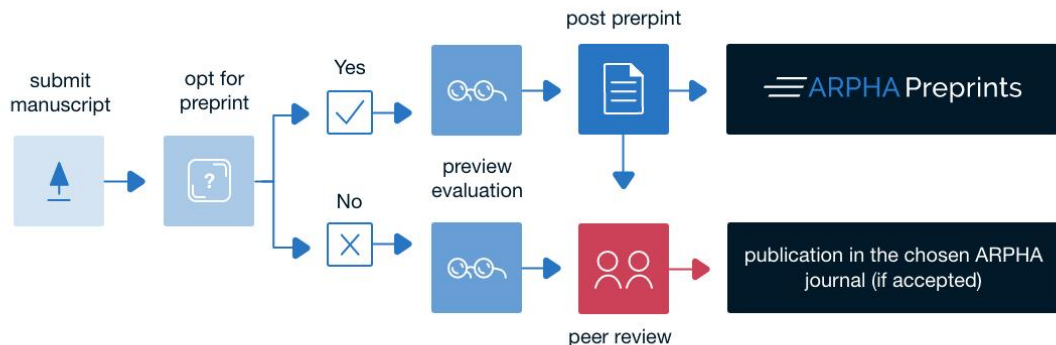 submit
manuscript
opt for
preprint
?
Yes
No
preview
evaluation
post prerpint
ARPHA Preprints
peer review
publication in the chosen ARPHA
journal (if accepted)